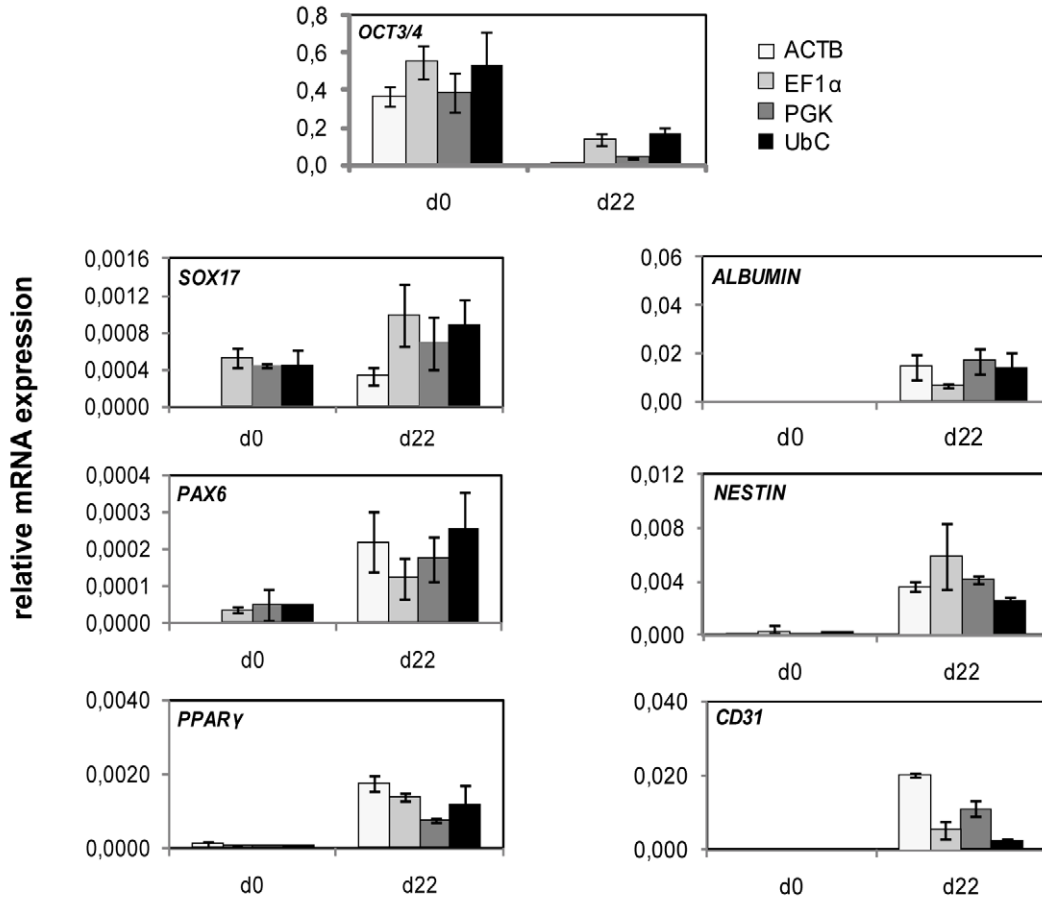 OCT3/4
0,8
0,6
0,4
0,2
0,0
d0 d22
ACTB
EF1α
PGK
UbC
relative mRNA expression
SOX17
0,0016
0,0012
0,0008
0,0004
0,0000
d0 d22
ALBUMIN
0,06
0,04
0,02
0,00
d0 d22
PAX6
0,0004
0,0003
0,0002
0,0001
0,0000
d0 d22
NESTIN
0,012
0,008
0,004
0,000
d0 d22
PPARγ
0,0040
0,0020
0,0000
d0 d22
CD31
0,040
0,020
0,000
d0 d22